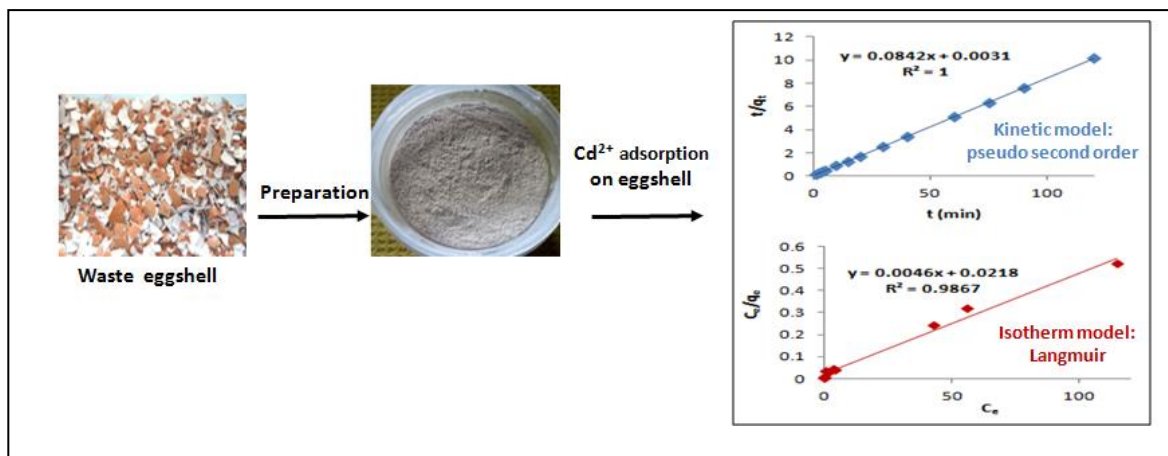 Waste eggshell
Preparation
Cd²⁺ adsorption
on eggshell
12
10
8
6
4
2
0
t/qₜ
y = 0.0842x + 0.0031
R² = 1
Kinetic model:
pseudo second order
50
100
t (min)
0.6
0.5
0.4
0.3
0.2
0.1
0
Cₑ/qₑ
y = 0.0046x + 0.0218
R² = 0.9867
Isotherm model:
Langmuir
0
50
100
Cₑ